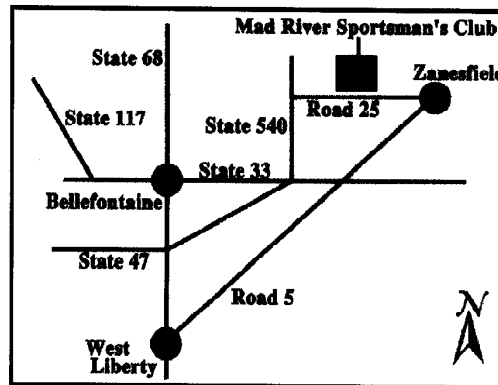 Mad River Sportsman's Club
State 68
Zanesfield
State 117
Road 25
State 540
State 33
Bellefontaine
State 47
Road 5
N
West
Liberty